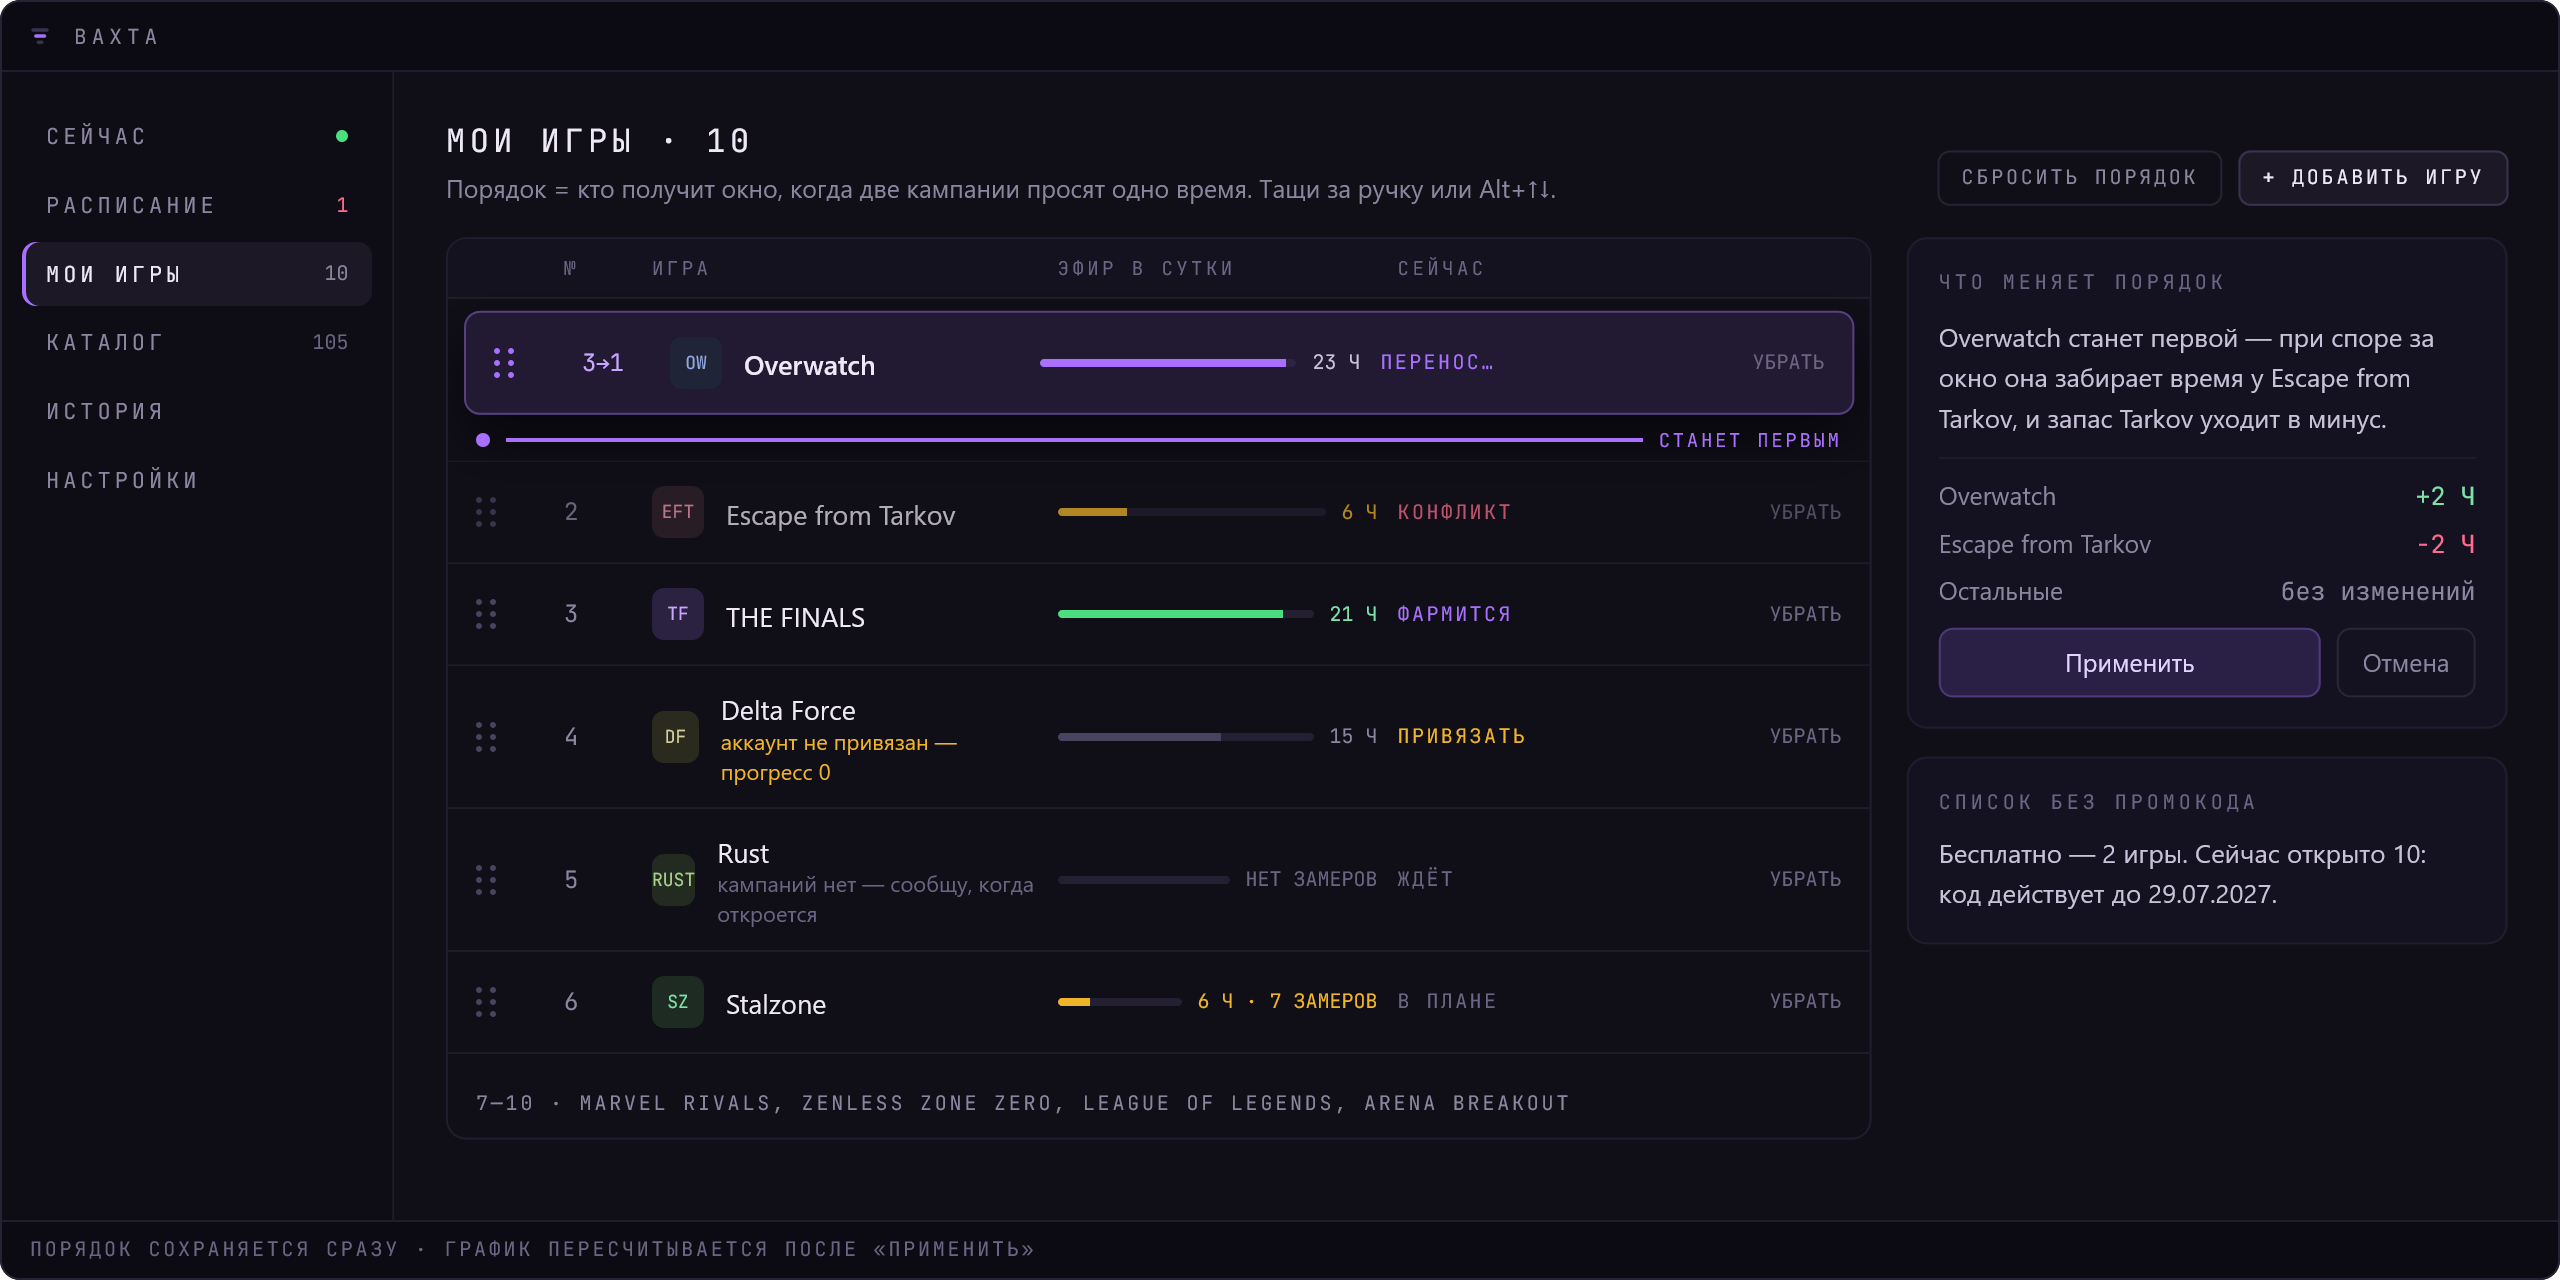 ВАХТА
СЕЙЧАС
РАСПИСАНИЕ 1
МОИ ИГРЫ 10
КАТАЛОГ 105
ИСТОРИЯ
НАСТРОЙКИ
МОИ ИГРЫ · 10
Порядок = кто получит окно, когда две кампании просят одно время. Тащи за ручку или Alt+↑↓.
СБРОСИТЬ ПОРЯДОК
+ ДОБАВИТЬ ИГРУ
№ ИГРА ЭФИР В СУТКИ СЕЙЧАС
3→1 OW Overwatch 23 Ч ПЕРЕНОС… УБРАТЬ
СТАНЕТ ПЕРВЫМ
2 EFT Escape from Tarkov 6 Ч КОНФЛИКТ УБРАТЬ
3 TF THE FINALS 21 Ч ФАРМИТСЯ УБРАТЬ
4 DF Delta Force 15 Ч ПРИВЯЗАТЬ УБРАТЬ
аккаунт не привязан —
прогресс 0
5 RUST Rust НЕТ ЗАМЕРОВ ЖДЁТ УБРАТЬ
кампаний нет — сообщу, когда
откроется
6 SZ Stalzone 6 Ч · 7 ЗАМЕРОВ В ПЛАНЕ УБРАТЬ
7–10 · MARVEL RIVALS, ZENLESS ZONE ZERO, LEAGUE OF LEGENDS, ARENA BREAKOUT
ЧТО МЕНЯЕТ ПОРЯДОК
Overwatch станет первой — при споре за
окно она забирает время у Escape from
Tarkov, и запас Tarkov уходит в минус.
Overwatch +2 Ч
Escape from Tarkov -2 Ч
Остальные без изменений
Применить
Отмена
СПИСОК БЕЗ ПРОМОКОДА
Бесплатно — 2 игры. Сейчас открыто 10:
код действует до 29.07.2027.
ПОРЯДОК СОХРАНЯЕТСЯ СРАЗУ · ГРАФИК ПЕРЕСЧИТЫВАЕТСЯ ПОСЛЕ «ПРИМЕНИТЬ»